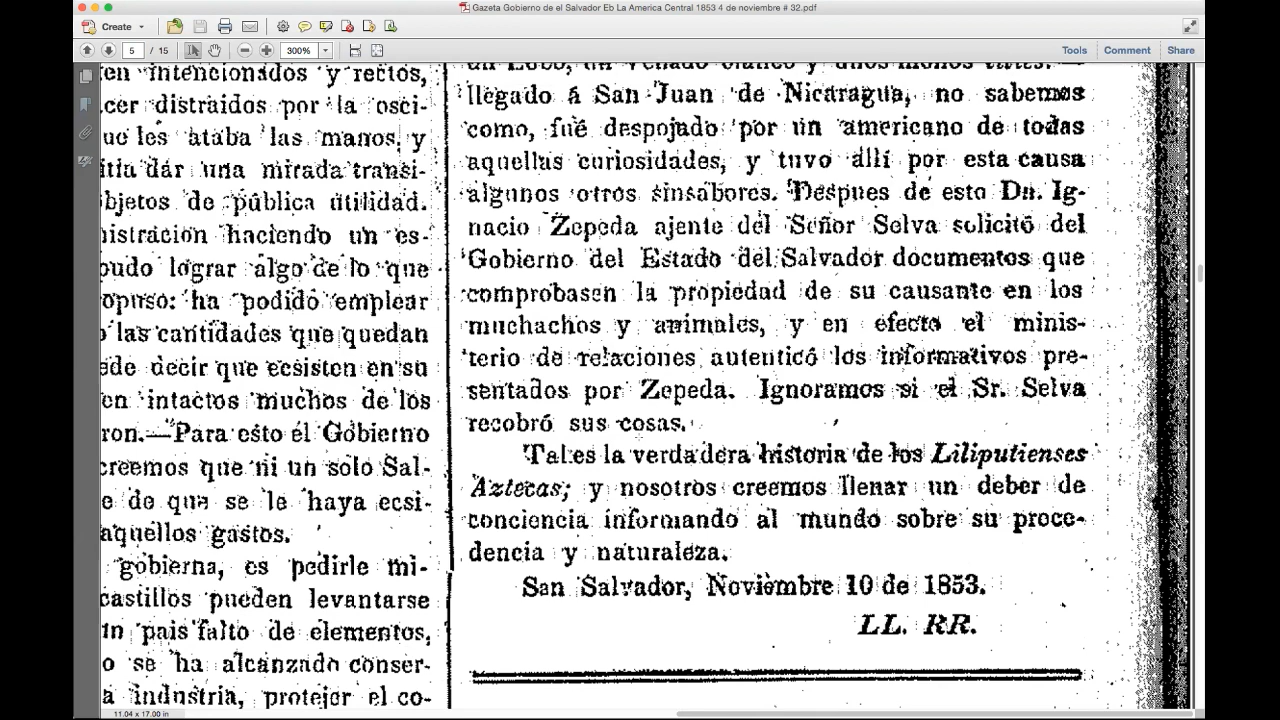 Gazeta Gobierno de el Salvador Eb La America Central 1853 4 de noviembre # 32.pdf
Create
5 / 15
300%
Tools Comment Share
en intencionados y rectos,
cer distraidos por la osci-
les ataba las manos, y
dar una mirada transi-
bjetos de pública utilidad.
nistracion haciendo un es-
pudo lograr algo de lo que
opuso: ha podido emplear
las cantidades que quedan
ede decir que ecsisten en su
en intactos muchos de los
ron.—Para esto él Gobierno
creemos que ni un solo Sal-
e de que se le haya ecsi-
aquellos gastos.
gobierna, es pedirle mi-
castillos pueden levantarse
un pais falto de elementos,
o se ha alcanzado conser-
a industria, protejer el co-
un Lobo, un Venado blanco y unos monos tities.
llegado á San Juan de Nicaragua, no sabemos
como, fué despojado por un americano de todas
aquellas curiosidades, y tuvo allí por esta causa
algunos otros sinsabores. Despues de esto Dn. Ig-
nacio Zepeda ajente del Señor Selva solicitó del
Gobierno del Estado del Salvador documentos que
comprobasen la propiedad de su causante en los
muchachos y animales, y en efecto el minis-
terio de relaciones autenticó los informativos pre-
sentados por Zepeda. Ignoramos si el Sr. Selva
recobró sus cosas.
Tal es la verdadera historia de los Liliputienses
Aztecas; y nosotros creemos llenar un deber de
conciencia informando al mundo sobre su proce-
dencia y naturaleza.
San Salvador, Noviembre 10 de 1853.
LL. RR.
11.04 x 17.00 in